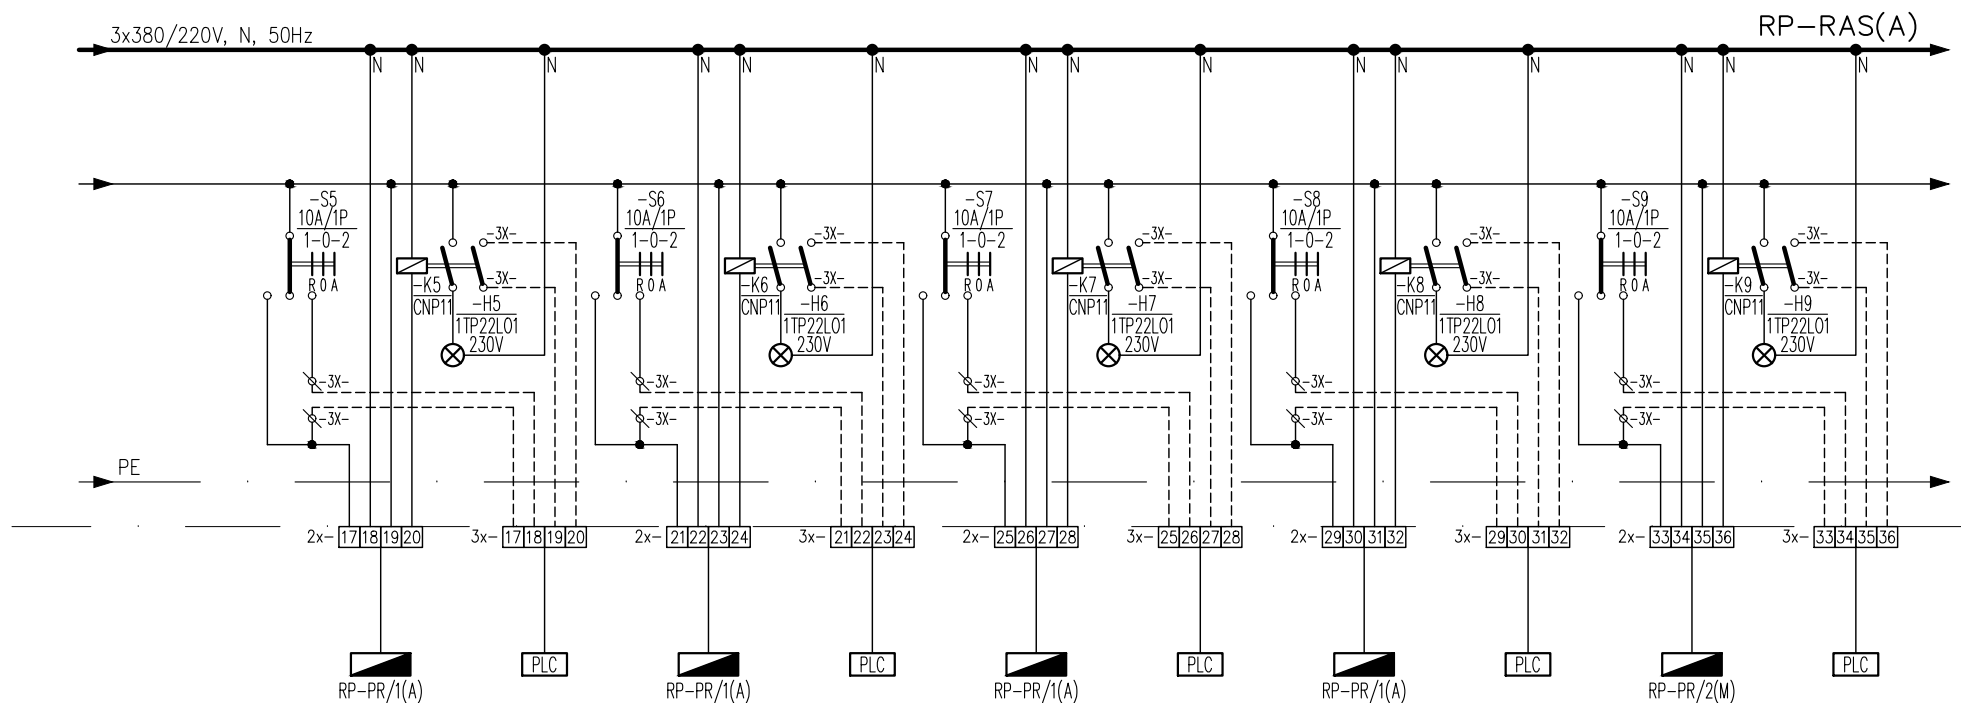 3x380/220V, N, 50Hz
RP-RAS(A)
N N N N N N N N N N N N N N N
-S5
10A/1P
1-0-2
R O A
-3X-
-3X-
-K5
CNP11
-H5
1TP22L01
230V
-3X-
-3X-
-S6
10A/1P
1-0-2
R O A
-3X-
-3X-
-K6
CNP11
-H6
1TP22L01
230V
-3X-
-3X-
-S7
10A/1P
1-0-2
R O A
-3X-
-3X-
-K7
CNP11
-H7
1TP22L01
230V
-3X-
-3X-
-S8
10A/1P
1-0-2
R O A
-3X-
-3X-
-K8
CNP11
-H8
1TP22L01
230V
-3X-
-3X-
-S9
10A/1P
1-0-2
R O A
-3X-
-3X-
-K9
CNP11
-H9
1TP22L01
230V
-3X-
-3X-
PE
2x- 17 18 19 20 3x- 17 18 19 20 2x- 21 22 23 24 3x- 21 22 23 24 2x- 25 26 27 28 3x- 25 26 27 28 2x- 29 30 31 32 3x- 29 30 31 32 2x- 33 34 35 36 3x- 33 34 35 36
PLC PLC PLC PLC PLC
RP-PR/1(A) RP-PR/1(A) RP-PR/1(A) RP-PR/1(A) RP-PR/2(M)